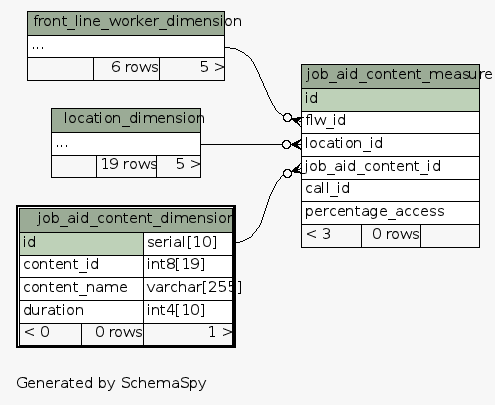 front_line_worker_dimension
...
6 rows 5 >
location_dimension
...
19 rows 5 >
job_aid_content_dimension
id serial[10]
content_id int8[19]
content_name varchar[255]
duration int4[10]
< 0 0 rows 1 >
job_aid_content_measure
id
flw_id
location_id
job_aid_content_id
call_id
percentage_access
< 3 0 rows
Generated by SchemaSpy